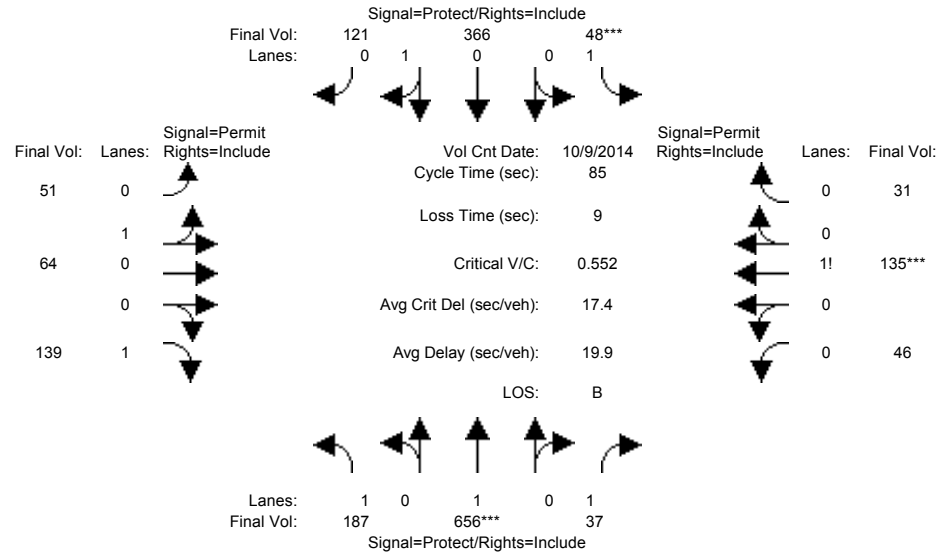 Signal=Protect/Rights=Include
Final Vol: 121 366 48***
Lanes: 0 1 0 0 1
Signal=Permit Signal=Permit
Final Vol: Lanes: Rights=Include Vol Cnt Date: 10/9/2014 Rights=Include Lanes: Final Vol:
Cycle Time (sec): 85
51 0 0 31
Loss Time (sec): 9
1 0
64 0 Critical V/C: 0.552 1! 135***
0 Avg Crit Del (sec/veh): 17.4 0
139 1 Avg Delay (sec/veh): 19.9 0 46
LOS: B
Lanes: 1 0 1 0 1
Final Vol: 187 656*** 37
Signal=Protect/Rights=Include